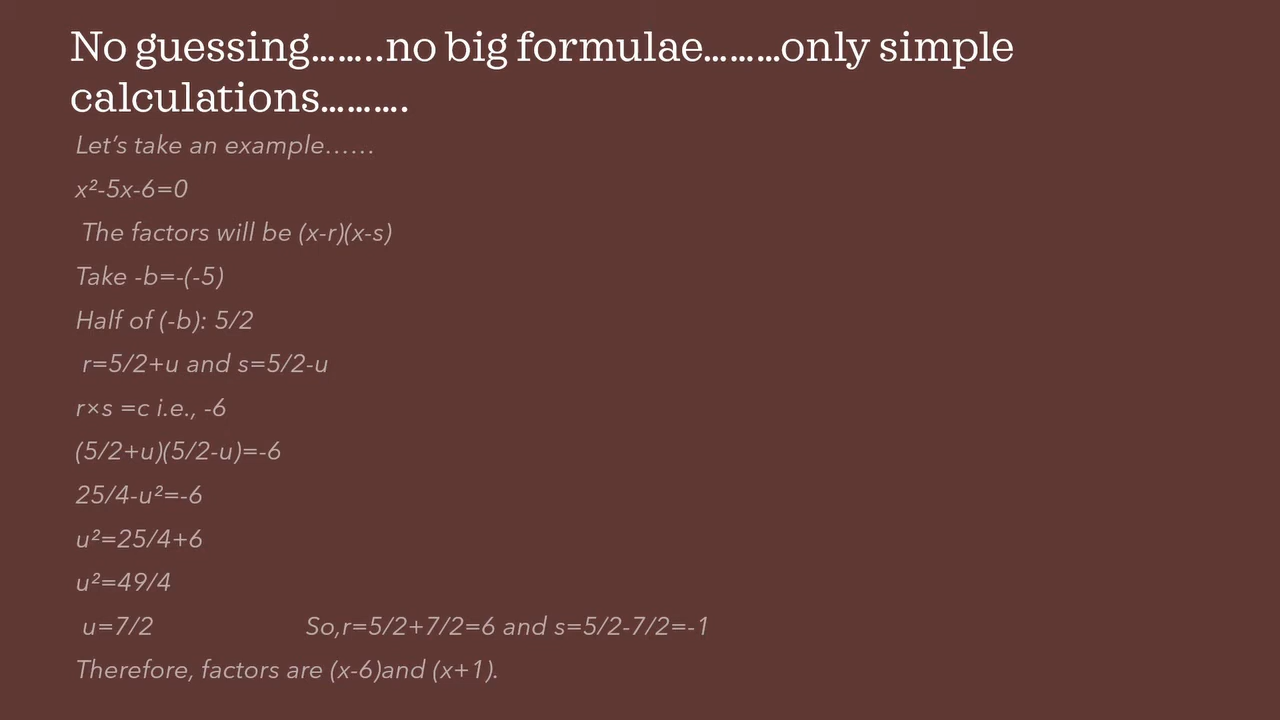 No guessing……..no big formulae………only simple
calculations……….
Let’s take an example……
x²-5x-6=0
The factors will be (x-r)(x-s)
Take -b=-(-5)
Half of (-b): 5/2
r=5/2+u and s=5/2-u
r×s =c i.e., -6
(5/2+u)(5/2-u)=-6
25/4-u²=-6
u²=25/4+6
u²=49/4
u=7/2 So,r=5/2+7/2=6 and s=5/2-7/2=-1
Therefore, factors are (x-6)and (x+1).